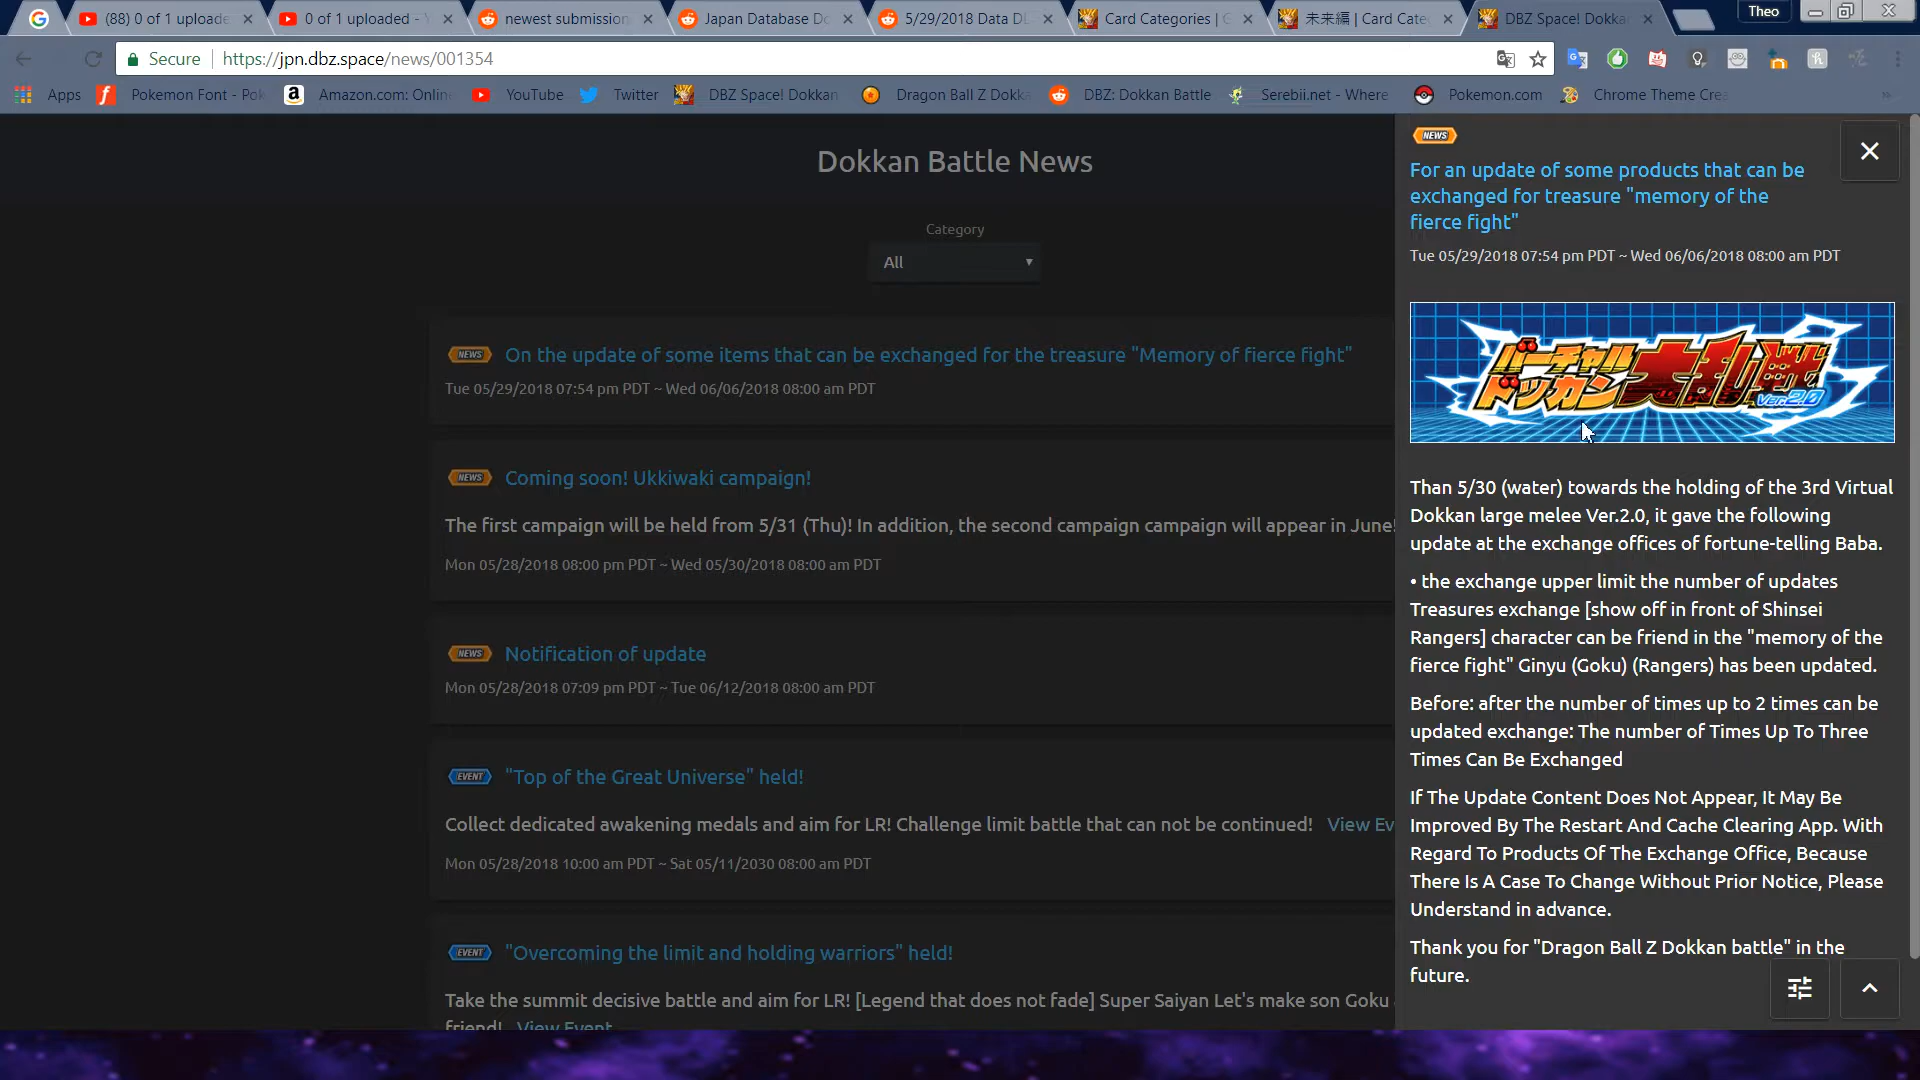 (88) 0 of 1 uploade
0 of 1 uploaded - Y
newest submission
Japan Database Do
5/29/2018 Data DL
Card Categories | G
未来編 | Card Cate
DBZ Space! Dokka
Theo
Secure
https://jpn.dbz.space/news/001354
Apps
Pokemon Font - Pok
Amazon.com: Onlin
YouTube
Twitter
DBZ Space! Dokkan
Dragon Ball Z Dokk
DBZ: Dokkan Battle
Serebii.net - Where
Pokemon.com
Chrome Theme Crea
Dokkan Battle News
Category
All
NEWS
On the update of some items that can be exchanged for the treasure "Memory of fierce fight"
Tue 05/29/2018 07:54 pm PDT ~ Wed 06/06/2018 08:00 am PDT
NEWS
Coming soon! Ukkiwaki campaign!
The first campaign will be held from 5/31 (Thu)! In addition, the second campaign campaign will appear in June!
Mon 05/28/2018 08:00 pm PDT ~ Wed 05/30/2018 08:00 am PDT
NEWS
Notification of update
Mon 05/28/2018 07:09 pm PDT ~ Tue 06/12/2018 08:00 am PDT
EVENT
"Top of the Great Universe" held!
Collect dedicated awakening medals and aim for LR! Challenge limit battle that can not be continued! View Ev
Mon 05/28/2018 10:00 am PDT ~ Sat 05/11/2030 08:00 am PDT
EVENT
"Overcoming the limit and holding warriors" held!
Take the summit decisive battle and aim for LR! [Legend that does not fade] Super Saiyan Let's make son Goku
friend! View Event
NEWS
For an update of some products that can be
exchanged for treasure "memory of the
fierce fight"
Tue 05/29/2018 07:54 pm PDT ~ Wed 06/06/2018 08:00 am PDT
バーチャル
ドッカン大乱戦
Ver.2.0
Than 5/30 (water) towards the holding of the 3rd Virtual
Dokkan large melee Ver.2.0, it gave the following
update at the exchange offices of fortune-telling Baba.
• the exchange upper limit the number of updates
Treasures exchange [show off in front of Shinsei
Rangers] character can be friend in the "memory of the
fierce fight" Ginyu (Goku) (Rangers) has been updated.
Before: after the number of times up to 2 times can be
updated exchange: The number of Times Up To Three
Times Can Be Exchanged
If The Update Content Does Not Appear, It May Be
Improved By The Restart And Cache Clearing App. With
Regard To Products Of The Exchange Office, Because
There Is A Case To Change Without Prior Notice, Please
Understand in advance.
Thank you for "Dragon Ball Z Dokkan battle" in the
future.